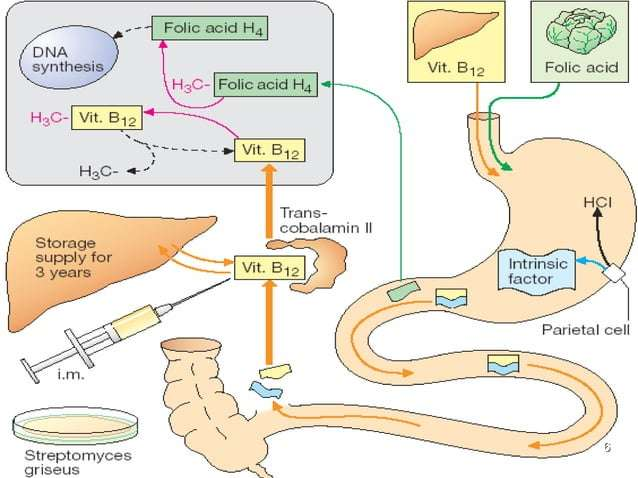 Folic acid H4
DNA
synthesis
H3C- Folic acid H4
H3C- Vit. B12
Vit. B12
H3C-
Vit. B12
Folic acid
HCl
Intrinsic
factor
Parietal cell
Trans-
cobalamin II
Storage
supply for
3 years
Vit. B12
i.m.
Streptomyces
griseus
6